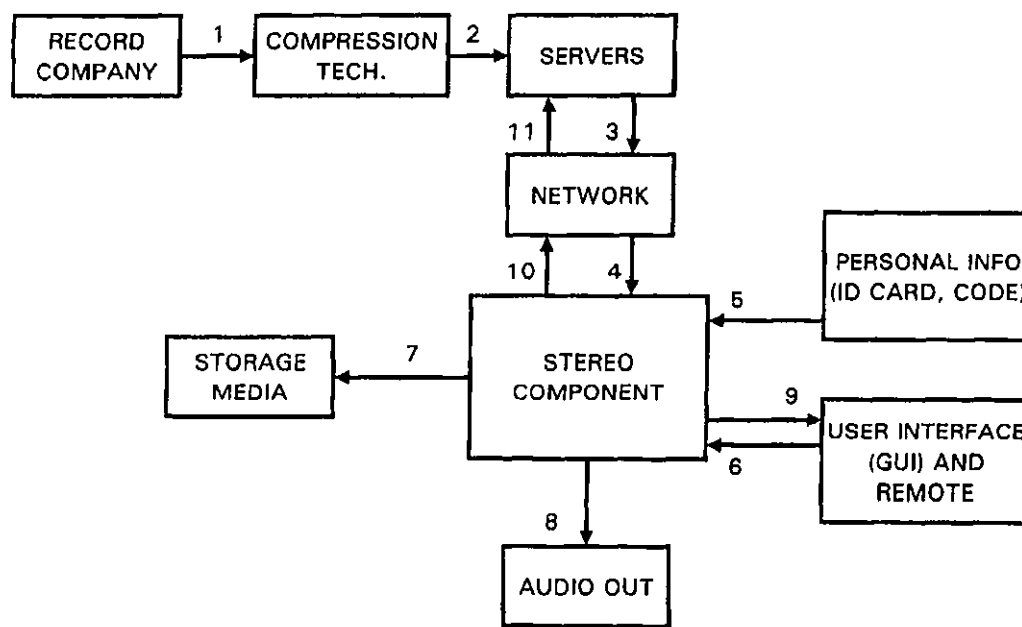 RECORD
COMPANY
1
COMPRESSION
TECH.
2
SERVERS
11
3
NETWORK
10
4
PERSONAL INFO
(ID CARD, CODE)
5
STORAGE
MEDIA
7
STEREO
COMPONENT
9
6
USER INTERFACE
(GUI) AND
REMOTE
8
AUDIO OUT